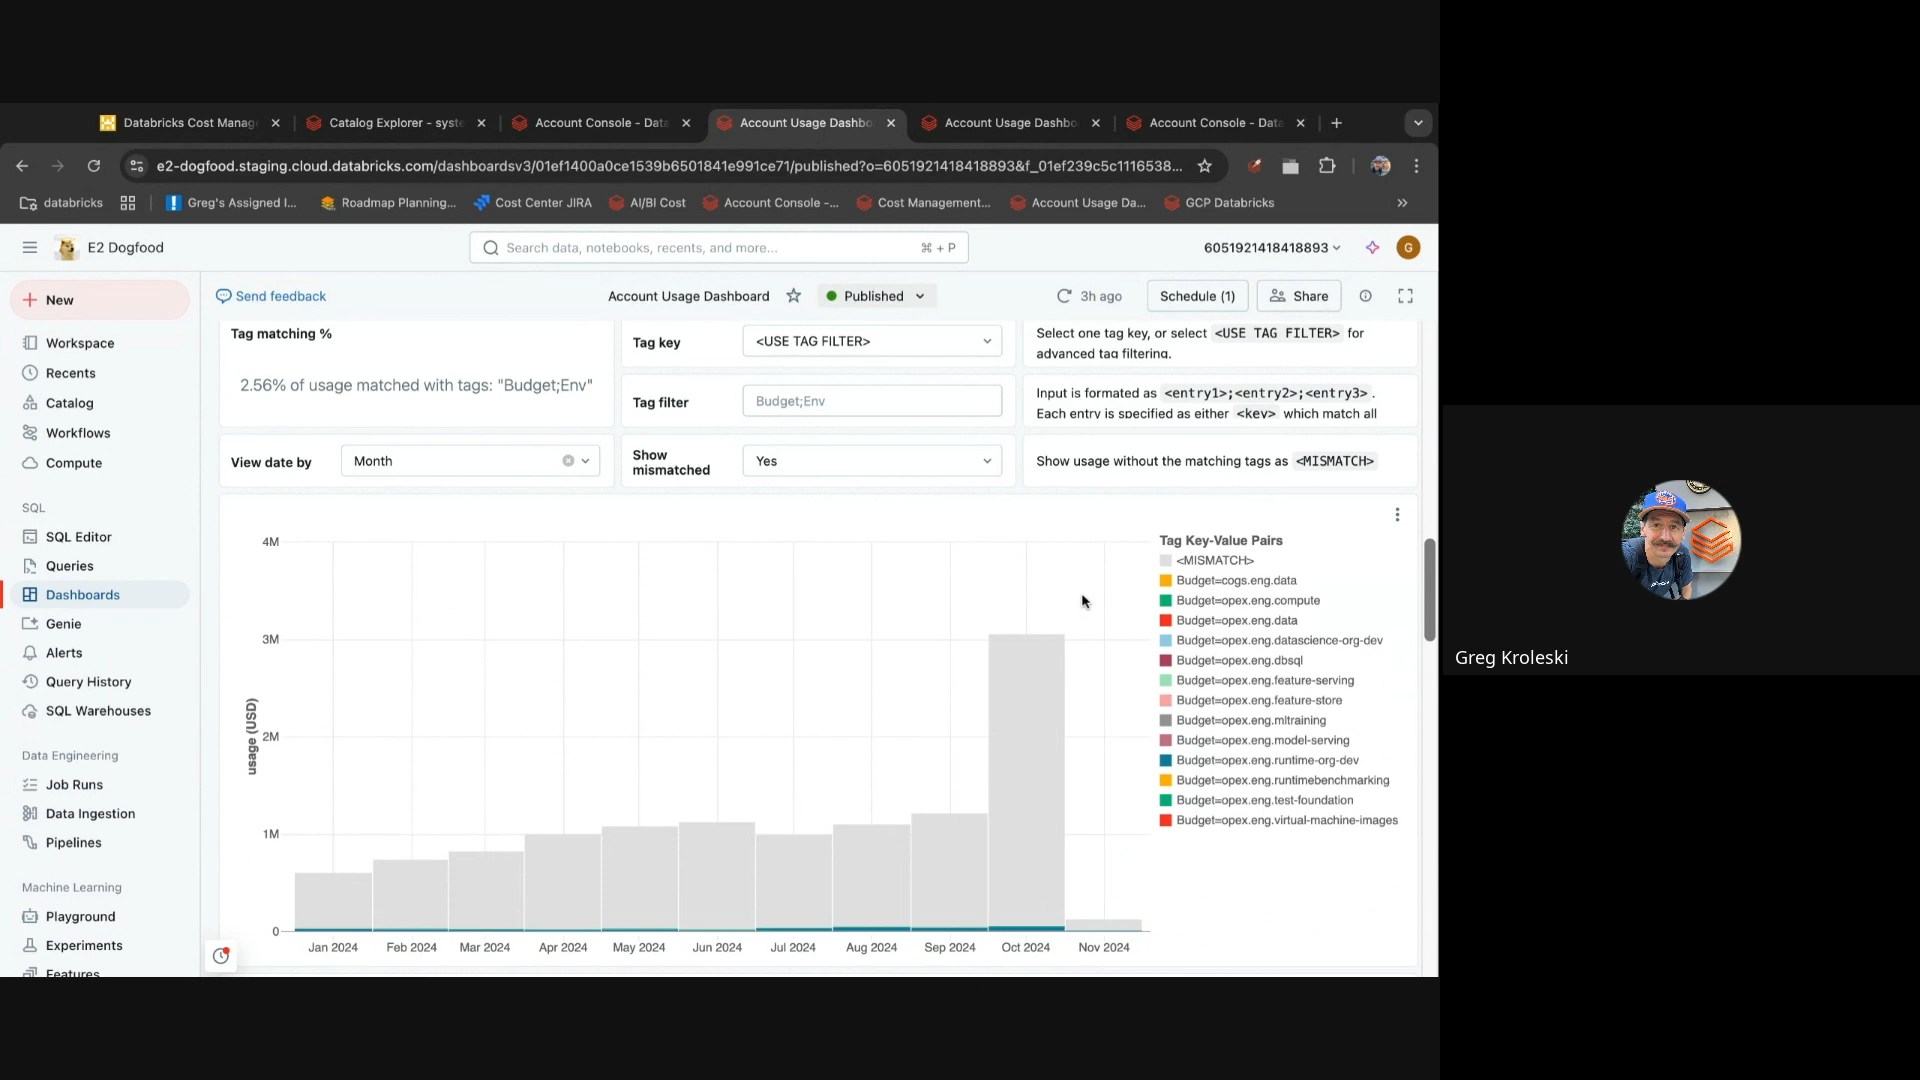 Databricks Cost Manag
Catalog Explorer - syste
Account Console - Data
Account Usage Dashbo
Account Usage Dashbo
Account Console - Data
e2-dogfood.staging.cloud.databricks.com/dashboardsv3/01ef1400a0ce1539b6501841e991ce71/published?o=6051921418418893&f_01ef239c5c1116538...
databricks
Greg's Assigned I...
Roadmap Planning...
Cost Center JIRA
AI/BI Cost
Account Console -...
Cost Management...
Account Usage Da...
GCP Databricks
E2 Dogfood
Search data, notebooks, recents, and more...
⌘ + P
6051921418418893
G
New
Workspace
Recents
Catalog
Workflows
Compute
SQL
SQL Editor
Queries
Dashboards
Genie
Alerts
Query History
SQL Warehouses
Data Engineering
Job Runs
Data Ingestion
Pipelines
Machine Learning
Playground
Experiments
Features
Send feedback
Account Usage Dashboard
Published
3h ago
Schedule (1)
Share
Tag matching %
2.56% of usage matched with tags: "Budget;Env"
Tag key
<USE TAG FILTER>
Select one tag key, or select <USE TAG FILTER> for
advanced tag filtering.
Tag filter
Budget;Env
Input is formated as <entry1>;<entry2>;<entry3>.
Each entry is specified as either <key> which match all
View date by
Month
Show
mismatched
Yes
Show usage without the matching tags as <MISMATCH>
usage (USD)
4M
3M
2M
1M
0
Jan 2024
Feb 2024
Mar 2024
Apr 2024
May 2024
Jun 2024
Jul 2024
Aug 2024
Sep 2024
Oct 2024
Nov 2024
Tag Key-Value Pairs
<MISMATCH>
Budget=cogs.eng.data
Budget=opex.eng.compute
Budget=opex.eng.data
Budget=opex.eng.datascience-org-dev
Budget=opex.eng.dbsql
Budget=opex.eng.feature-serving
Budget=opex.eng.feature-store
Budget=opex.eng.mltraining
Budget=opex.eng.model-serving
Budget=opex.eng.runtime-org-dev
Budget=opex.eng.runtimebenchmarking
Budget=opex.eng.test-foundation
Budget=opex.eng.virtual-machine-images
Greg Kroleski